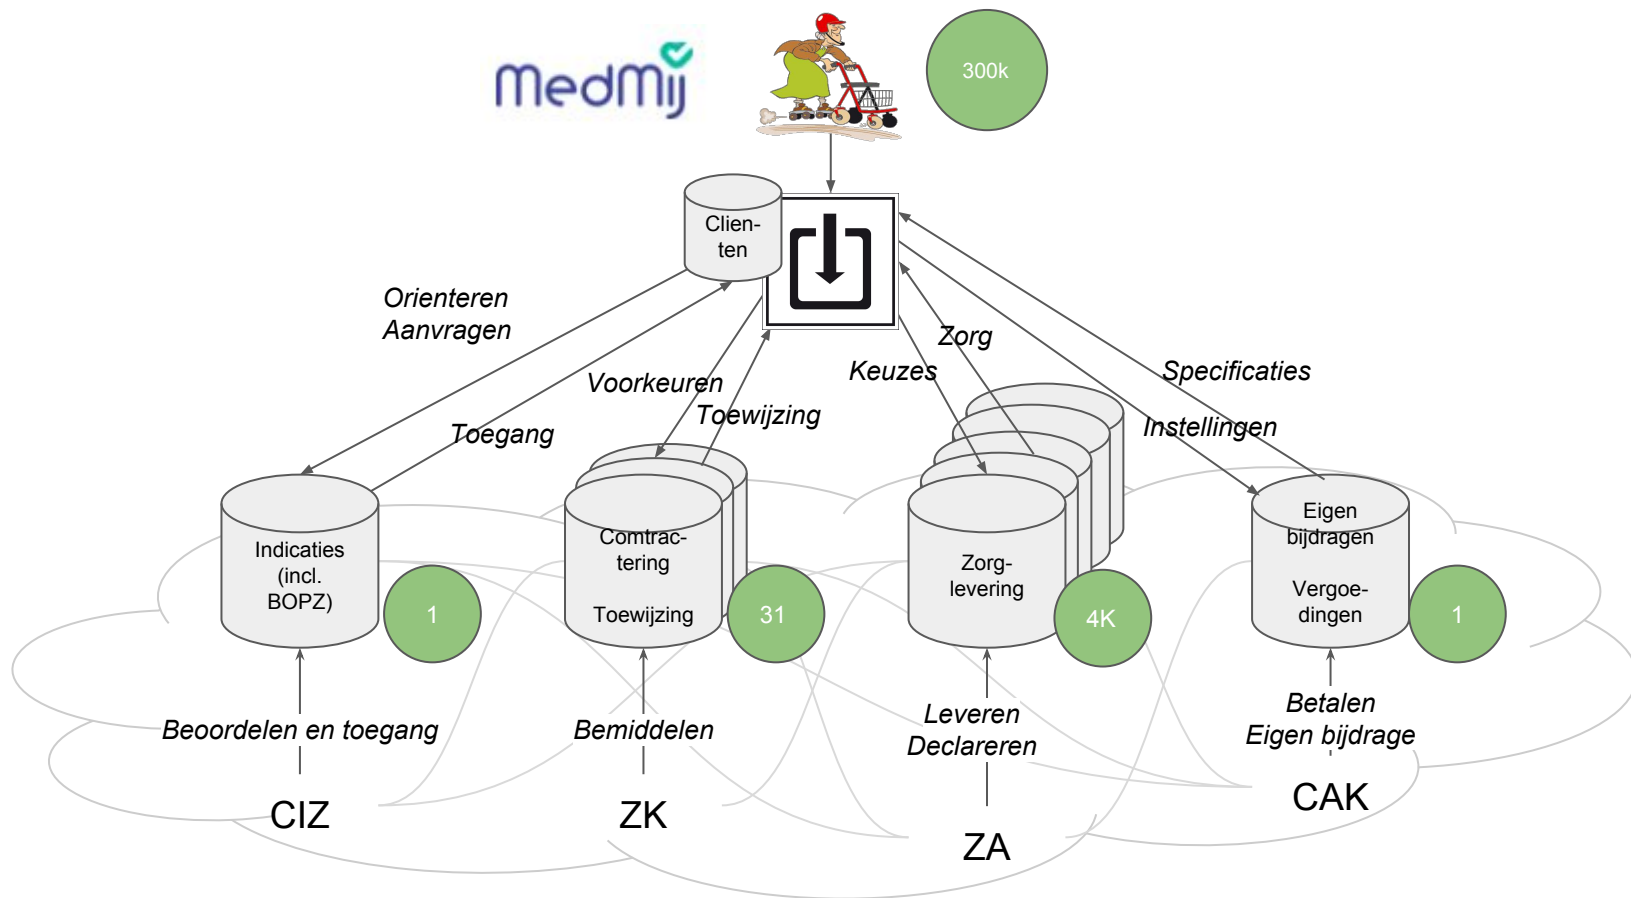 MedMij
300k
Clien-
ten
Orienteren
Aanvragen
Toegang
Voorkeuren
Toewijzing
Keuzes
Zorg
Specificaties
Instellingen
Indicaties
(incl.
BOPZ)
1
Comtrac-
tering
Toewijzing
31
Zorg-
levering
4K
Eigen
bijdragen
Vergoe-
dingen
1
Beoordelen en toegang
Bemiddelen
Leveren
Declareren
Betalen
Eigen bijdrage
CIZ
ZK
ZA
CAK